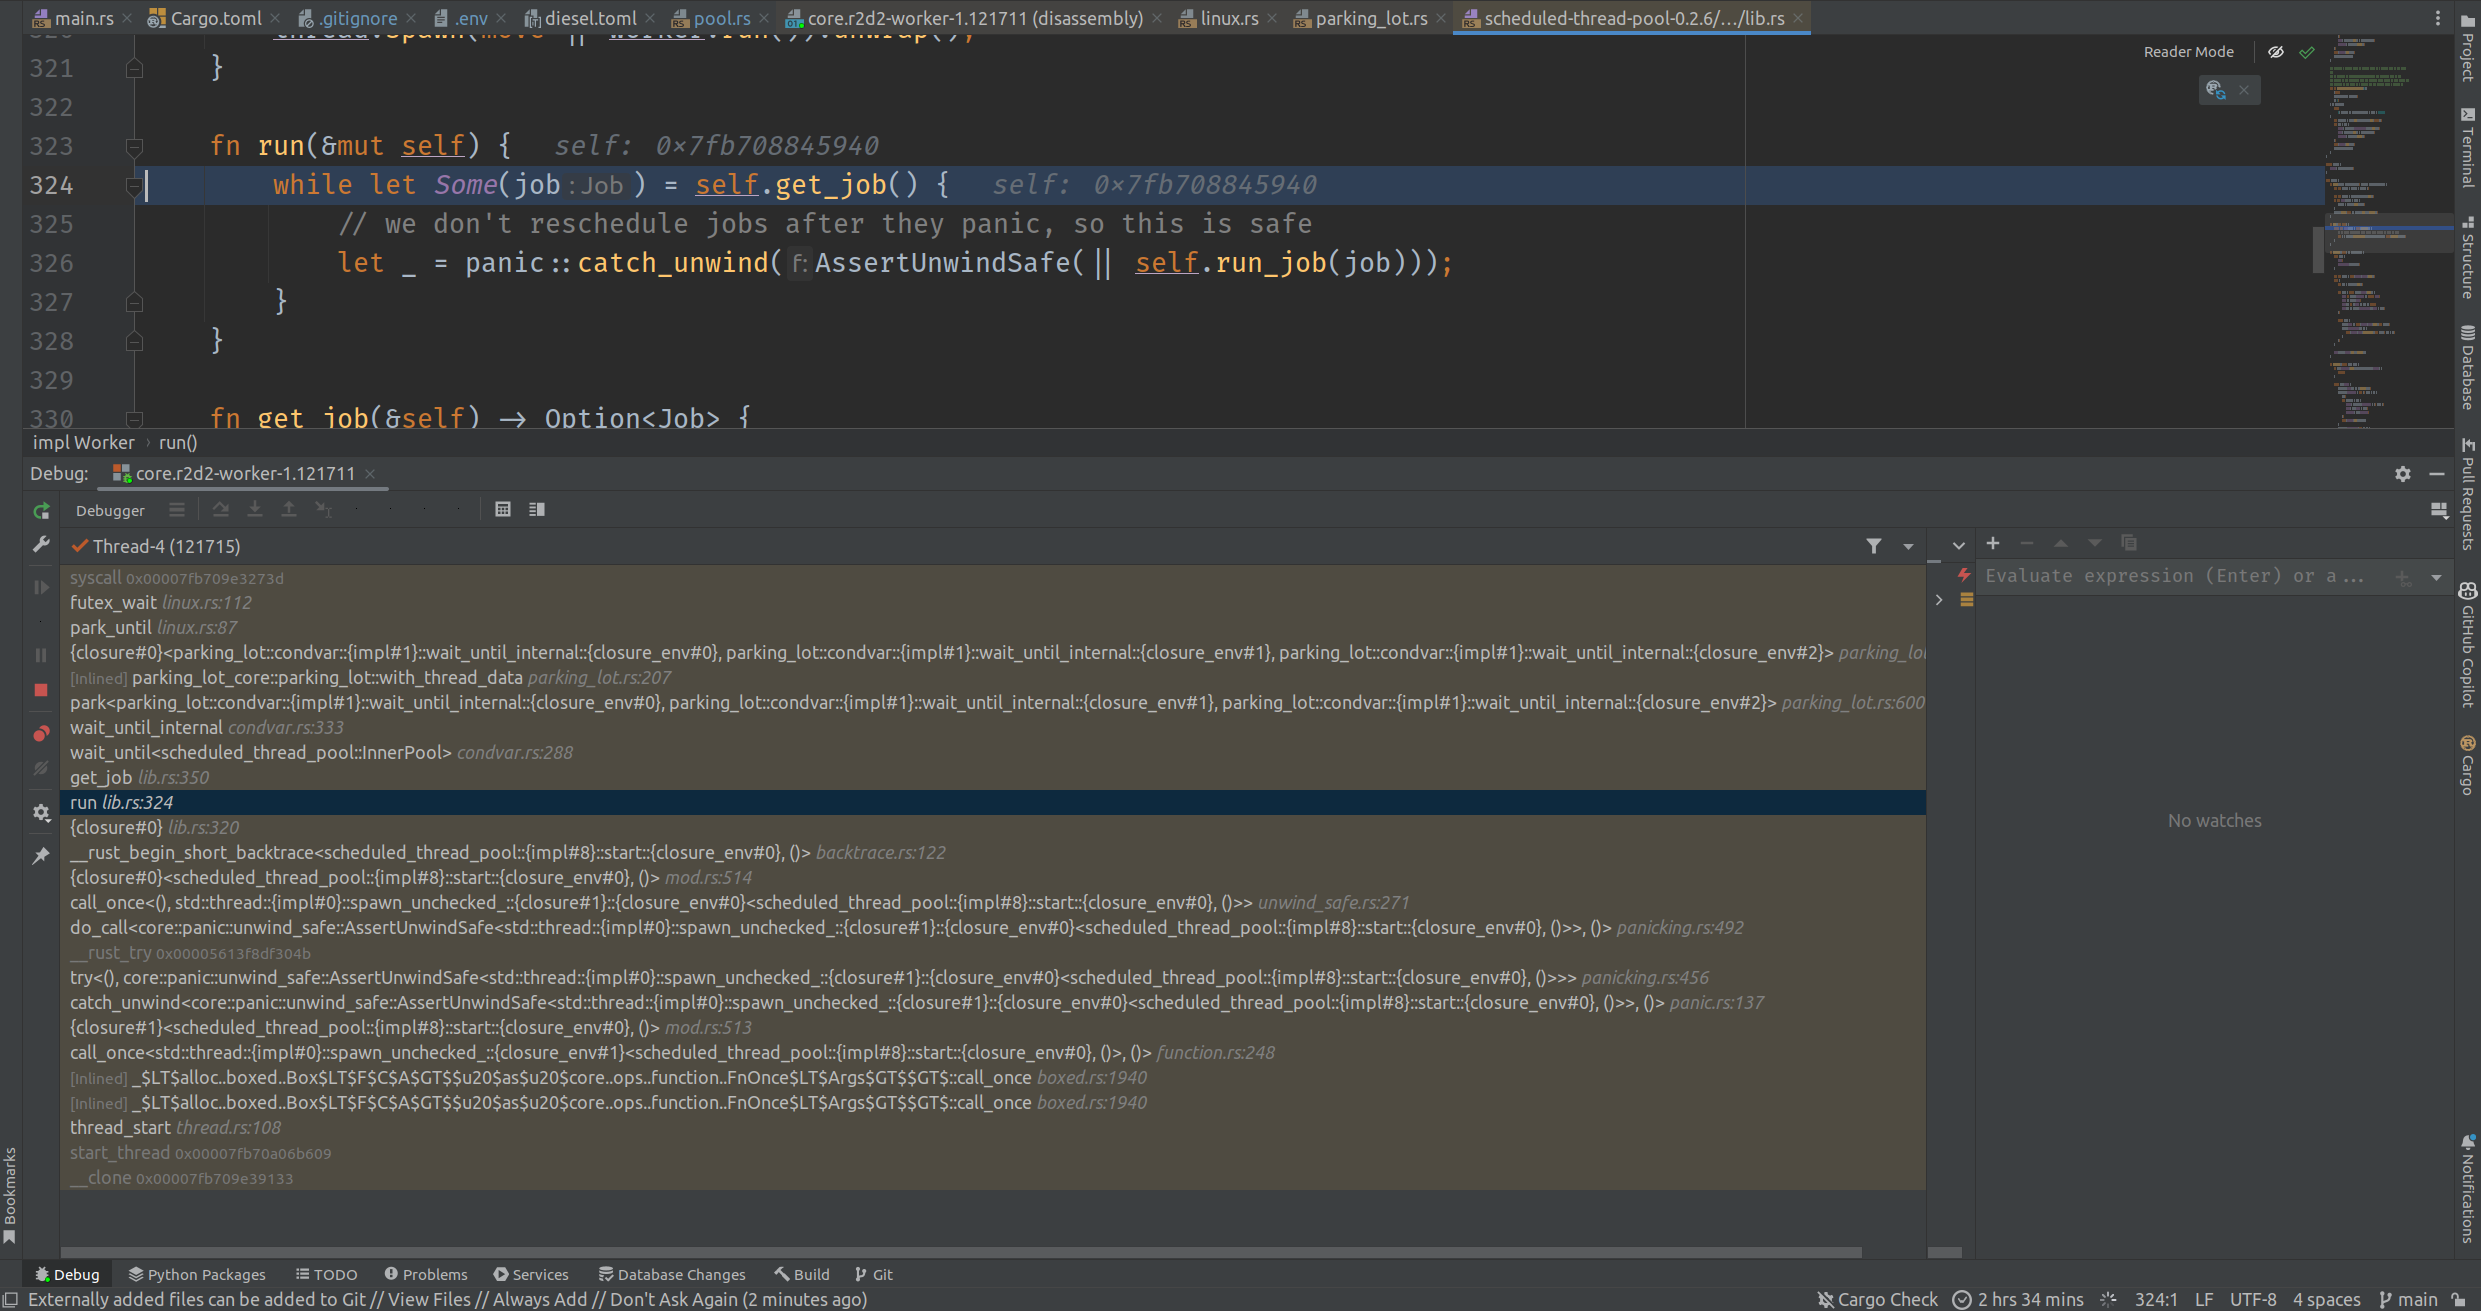 main.rs Cargo.toml .gitignore .env diesel.toml pool.rs core.r2d2-worker-1.121711 (disassembly) linux.rs parking_lot.rs scheduled-thread-pool-0.2.6/.../lib.rs
Reader Mode
321 }
322
323 fn run(&mut self) { self: 0×7fb708845940
324 while let Some(job: Job) = self.get_job() { self: 0×7fb708845940
325 // we don't reschedule jobs after they panic, so this is safe
326 let _ = panic::catch_unwind(f: AssertUnwindSafe(|| self.run_job(job)));
327 }
328 }
329
330 fn get_job(&self) → Option<Job> {
impl Worker › run()
Debug: core.r2d2-worker-1.121711
Debugger
Thread-4 (121715)
syscall 0x00007fb709e3273d
futex_wait linux.rs:112
park_until linux.rs:87
{closure#0}<parking_lot::condvar::{impl#1}::wait_until_internal::{closure_env#0}, parking_lot::condvar::{impl#1}::wait_until_internal::{closure_env#1}, parking_lot::condvar::{impl#1}::wait_until_internal::{closure_env#2}> parking_lot
[Inlined] parking_lot_core::parking_lot::with_thread_data parking_lot.rs:207
park<parking_lot::condvar::{impl#1}::wait_until_internal::{closure_env#0}, parking_lot::condvar::{impl#1}::wait_until_internal::{closure_env#1}, parking_lot::condvar::{impl#1}::wait_until_internal::{closure_env#2}> parking_lot.rs:600
wait_until_internal condvar.rs:333
wait_until<scheduled_thread_pool::InnerPool> condvar.rs:288
get_job lib.rs:350
run lib.rs:324
{closure#0} lib.rs:320
__rust_begin_short_backtrace<scheduled_thread_pool::{impl#8}::start::{closure_env#0}, ()> backtrace.rs:122
{closure#0}<scheduled_thread_pool::{impl#8}::start::{closure_env#0}, ()> mod.rs:514
call_once<(), std::thread::{impl#0}::spawn_unchecked_::{closure#1}::{closure_env#0}<scheduled_thread_pool::{impl#8}::start::{closure_env#0}, ()>> unwind_safe.rs:271
do_call<core::panic::unwind_safe::AssertUnwindSafe<std::thread::{impl#0}::spawn_unchecked_::{closure#1}::{closure_env#0}<scheduled_thread_pool::{impl#8}::start::{closure_env#0}, ()>>, ()> panicking.rs:492
__rust_try 0x00005613f8df304b
try<(), core::panic::unwind_safe::AssertUnwindSafe<std::thread::{impl#0}::spawn_unchecked_::{closure#1}::{closure_env#0}<scheduled_thread_pool::{impl#8}::start::{closure_env#0}, ()>>> panicking.rs:456
catch_unwind<core::panic::unwind_safe::AssertUnwindSafe<std::thread::{impl#0}::spawn_unchecked_::{closure#1}::{closure_env#0}<scheduled_thread_pool::{impl#8}::start::{closure_env#0}, ()>>, ()> panic.rs:137
{closure#1}<scheduled_thread_pool::{impl#8}::start::{closure_env#0}, ()> mod.rs:513
call_once<std::thread::{impl#0}::spawn_unchecked_::{closure_env#1}<scheduled_thread_pool::{impl#8}::start::{closure_env#0}, ()>, ()> function.rs:248
[Inlined] _$LT$alloc..boxed..Box$LT$F$C$A$GT$$u20$as$u20$core..ops..function..FnOnce$LT$Args$GT$$GT$::call_once boxed.rs:1940
[Inlined] _$LT$alloc..boxed..Box$LT$F$C$A$GT$$u20$as$u20$core..ops..function..FnOnce$LT$Args$GT$$GT$::call_once boxed.rs:1940
thread_start thread.rs:108
start_thread 0x00007fb70a06b609
__clone 0x00007fb709e39133
Evaluate expression (Enter) or a ...
No watches
Project
Terminal
Structure
Database
Pull Requests
GitHub Copilot
Cargo
Notifications
Bookmarks
Debug Python Packages TODO Problems Services Database Changes Build Git
Externally added files can be added to Git // View Files // Always Add // Don't Ask Again (2 minutes ago) Cargo Check 2 hrs 34 mins 324:1 LF UTF-8 4 spaces main